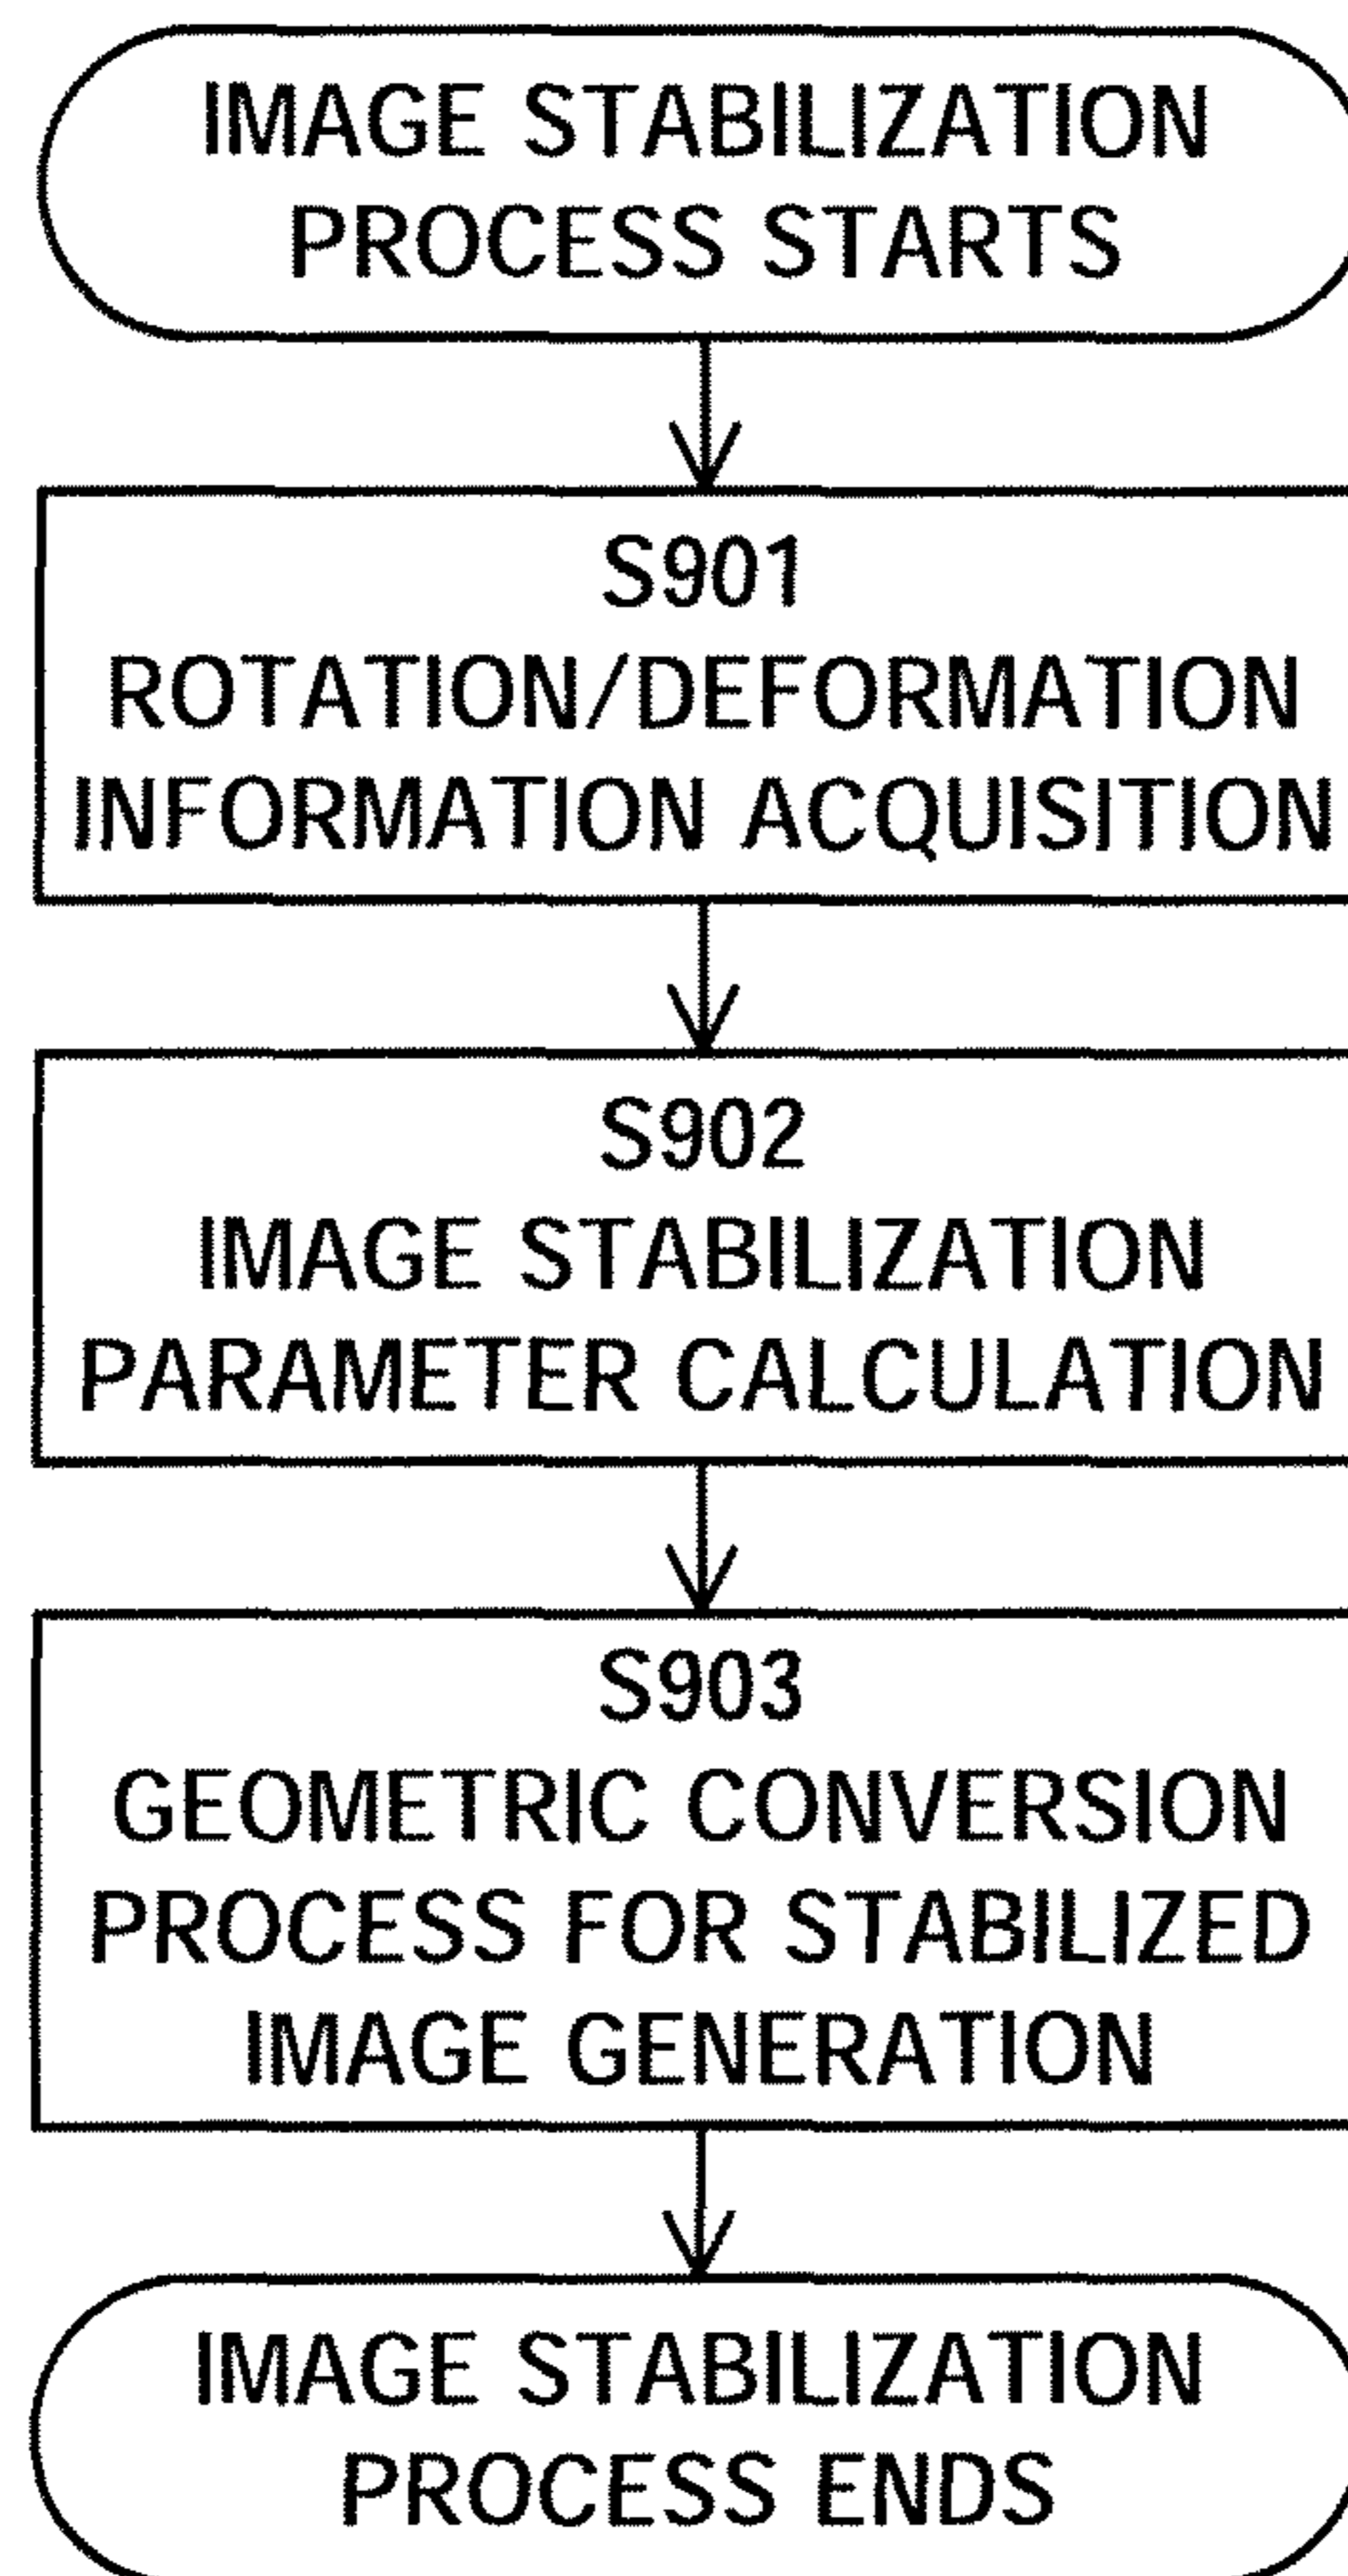 IMAGE STABILIZATION
PROCESS STARTS
S901
ROTATION/DEFORMATION
INFORMATION ACQUISITION
S902
IMAGE STABILIZATION
PARAMETER CALCULATION
S903
GEOMETRIC CONVERSION
PROCESS FOR STABILIZED
IMAGE GENERATION
IMAGE STABILIZATION
PROCESS ENDS